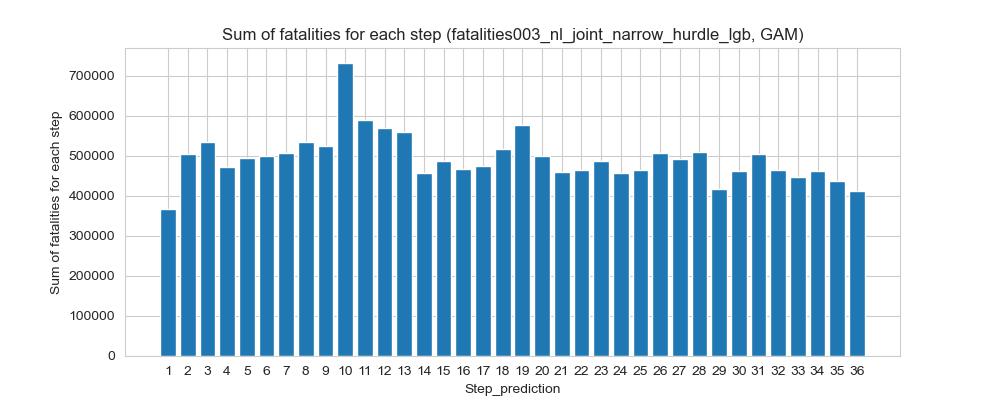 Sum of fatalities for each step (fatalities003_nl_joint_narrow_hurdle_lgb, GAM)
700000
600000
500000
400000
300000
200000
100000
0
Sum of fatalities for each step
1 2 3 4 5 6 7 8 9 10 11 12 13 14 15 16 17 18 19 20 21 22 23 24 25 26 27 28 29 30 31 32 33 34 35 36
Step_prediction